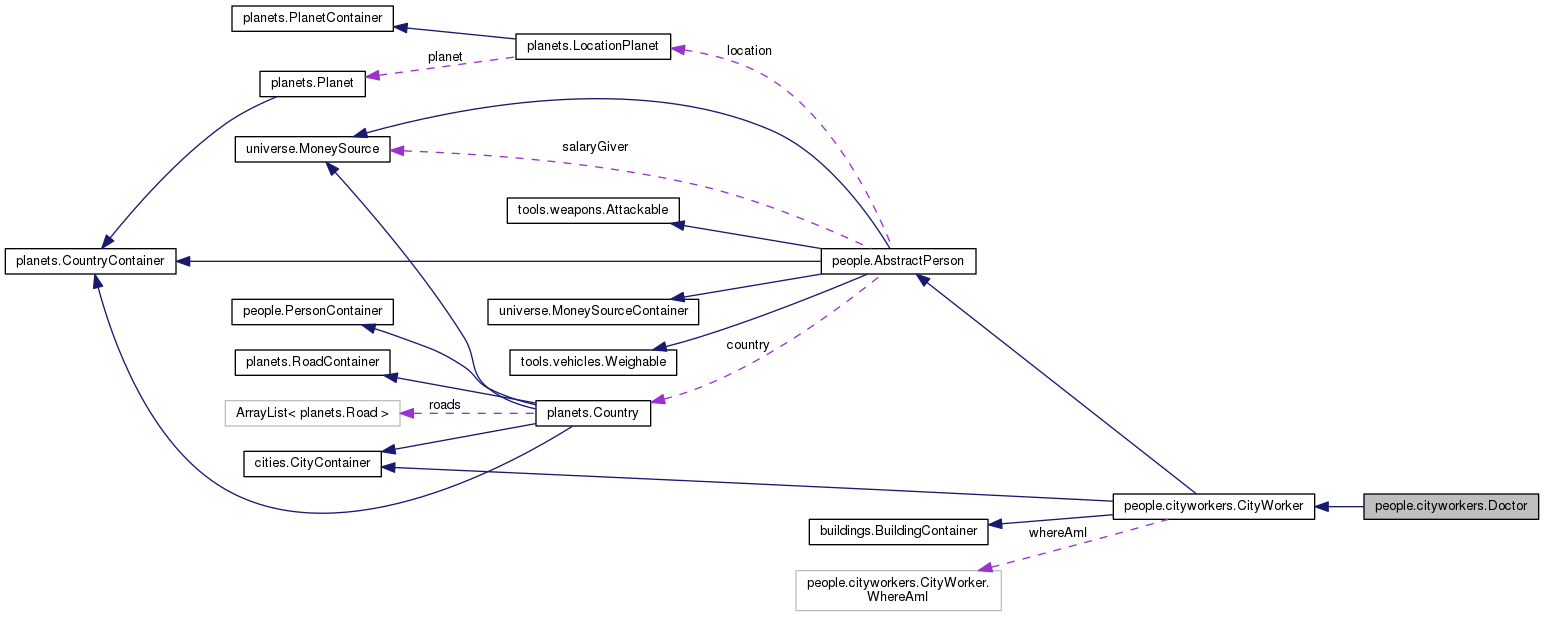 planets.PlanetContainer
planets.LocationPlanet
location
planet
planets.Planet
universe.MoneySource
salaryGiver
tools.weapons.Attackable
planets.CountryContainer
people.AbstractPerson
people.PersonContainer
universe.MoneySourceContainer
country
planets.RoadContainer
tools.vehicles.Weighable
ArrayList< planets.Road >
roads
planets.Country
cities.CityContainer
people.cityworkers.CityWorker
people.cityworkers.Doctor
buildings.BuildingContainer
whereAmI
people.cityworkers.CityWorker.
WhereAmI